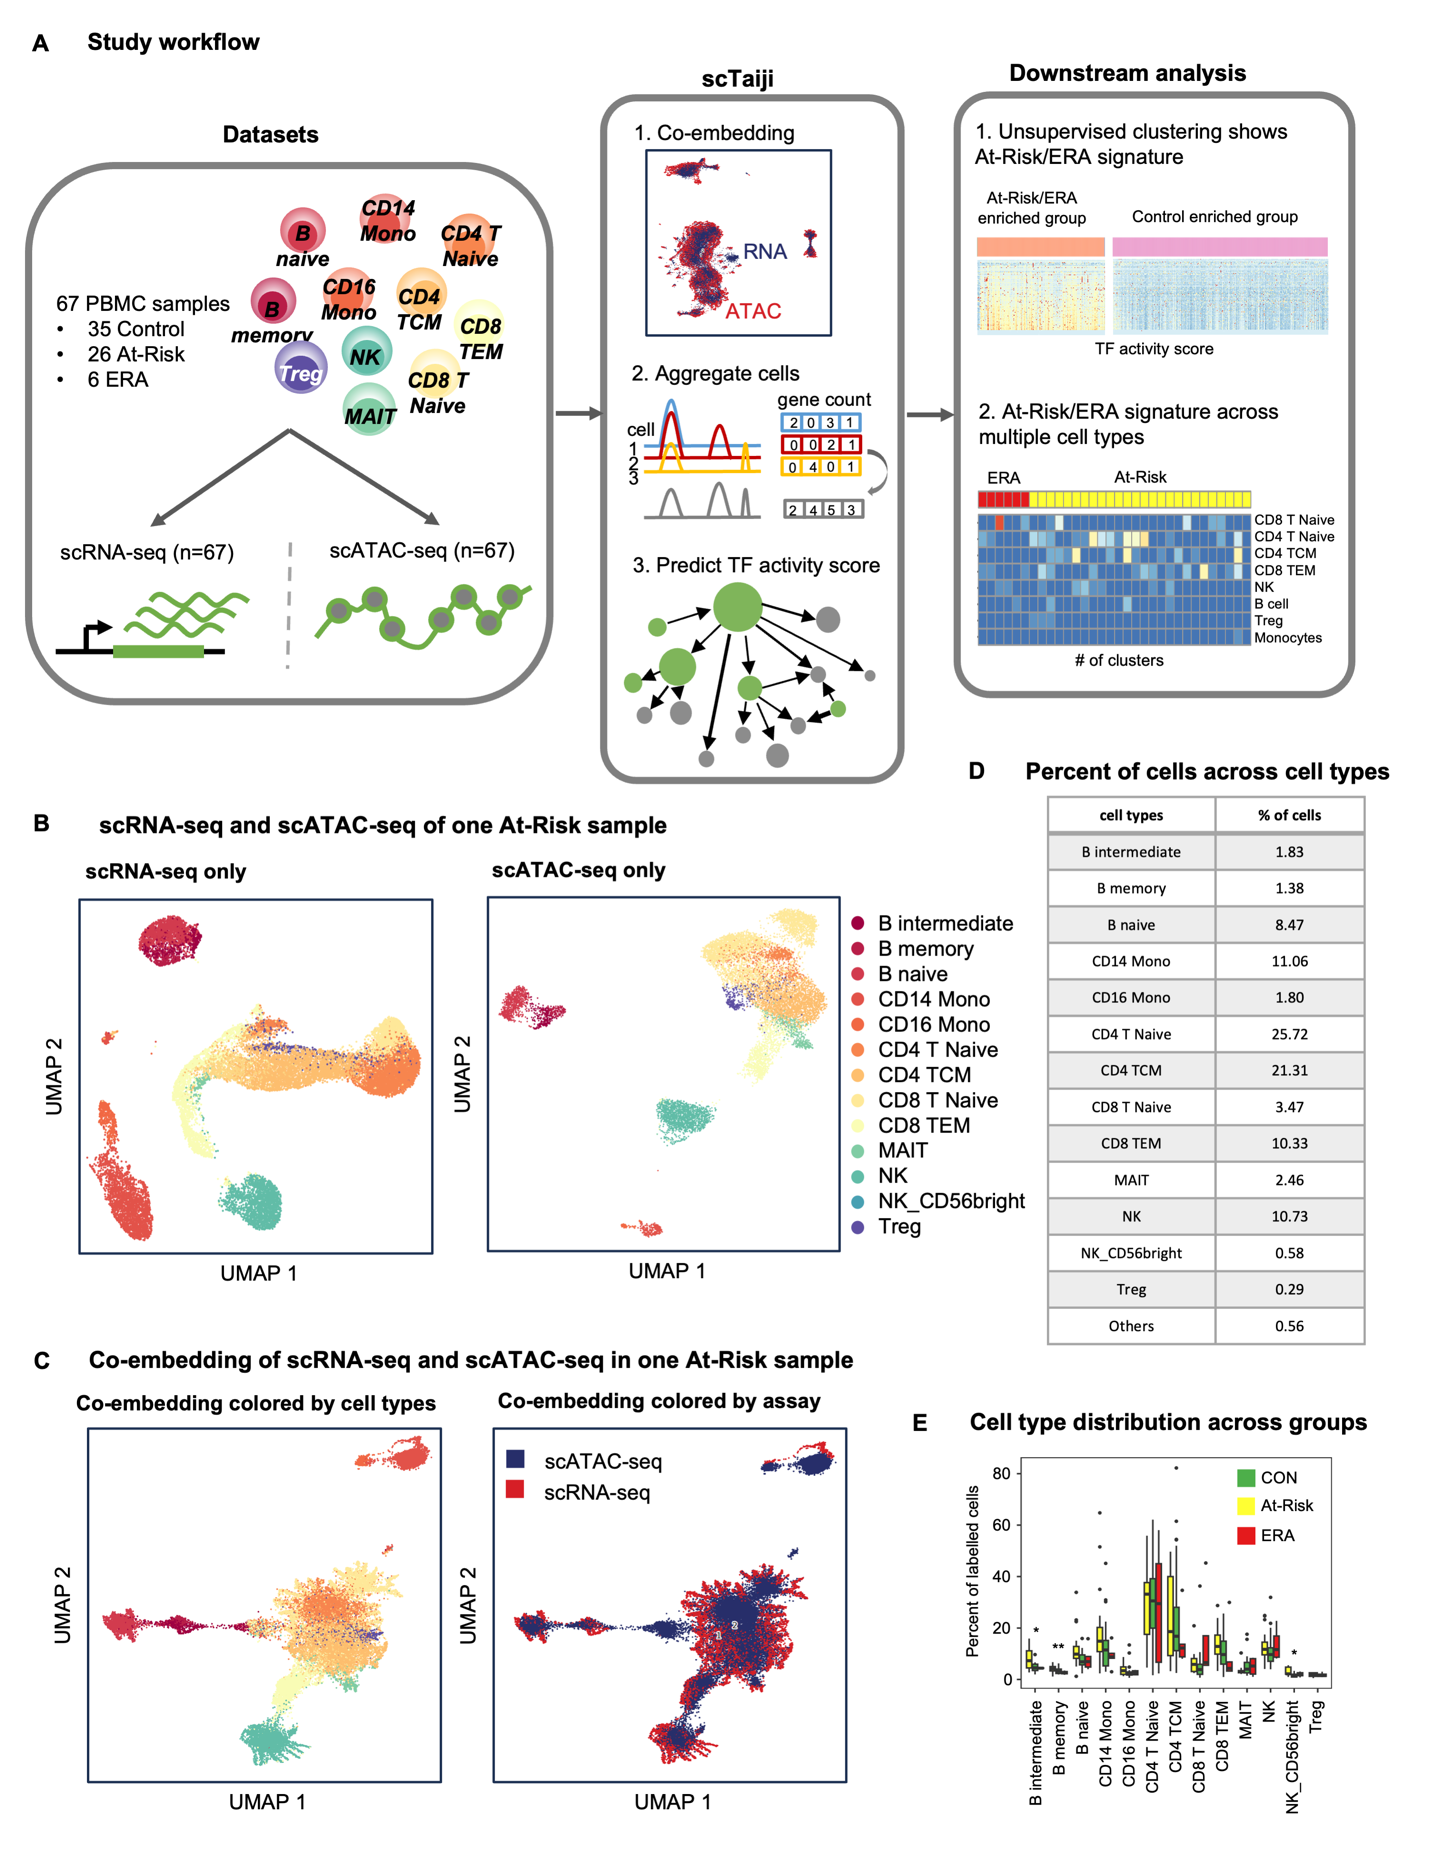 A Study workflow
Datasets
67 PBMC samples
• 35 Control
• 26 At-Risk
• 6 ERA
B
naive
CD14
Mono
CD4 T
Naive
B
memory
CD16
Mono
CD4
TCM
CD8
TEM
Treg
NK
CD8 T
Naive
MAIT
scRNA-seq (n=67)
scATAC-seq (n=67)
scTaiji
1. Co-embedding
RNA
ATAC
2. Aggregate cells
cell
1
2
3
gene count
2 0 3 1
0 0 2 1
0 4 0 1
2 4 5 3
3. Predict TF activity score
Downstream analysis
1. Unsupervised clustering shows
At-Risk/ERA signature
At-Risk/ERA
enriched group
Control enriched group
TF activity score
2. At-Risk/ERA signature across
multiple cell types
ERA
At-Risk
CD8 T Naive
CD4 T Naive
CD4 TCM
CD8 TEM
NK
B cell
Treg
Monocytes
# of clusters
B scRNA-seq and scATAC-seq of one At-Risk sample
scRNA-seq only
UMAP 2
UMAP 1
scATAC-seq only
UMAP 2
UMAP 1
B intermediate
B memory
B naive
CD14 Mono
CD16 Mono
CD4 T Naive
CD4 TCM
CD8 T Naive
CD8 TEM
MAIT
NK
NK_CD56bright
Treg
C Co-embedding of scRNA-seq and scATAC-seq in one At-Risk sample
Co-embedding colored by cell types
UMAP 2
UMAP 1
Co-embedding colored by assay
scATAC-seq
scRNA-seq
1
2
UMAP 2
UMAP 1
D Percent of cells across cell types
cell types % of cells
B intermediate 1.83
B memory 1.38
B naive 8.47
CD14 Mono 11.06
CD16 Mono 1.80
CD4 T Naive 25.72
CD4 TCM 21.31
CD8 T Naive 3.47
CD8 TEM 10.33
MAIT 2.46
NK 10.73
NK_CD56bright 0.58
Treg 0.29
Others 0.56
E Cell type distribution across groups
Percent of labelled cells
80
60
40
20
0
CON
At-Risk
ERA
*
**
*
B intermediate
B memory
B naive
CD14 Mono
CD16 Mono
CD4 T Naive
CD4 TCM
CD8 T Naive
CD8 TEM
MAIT
NK
NK_CD56bright
Treg